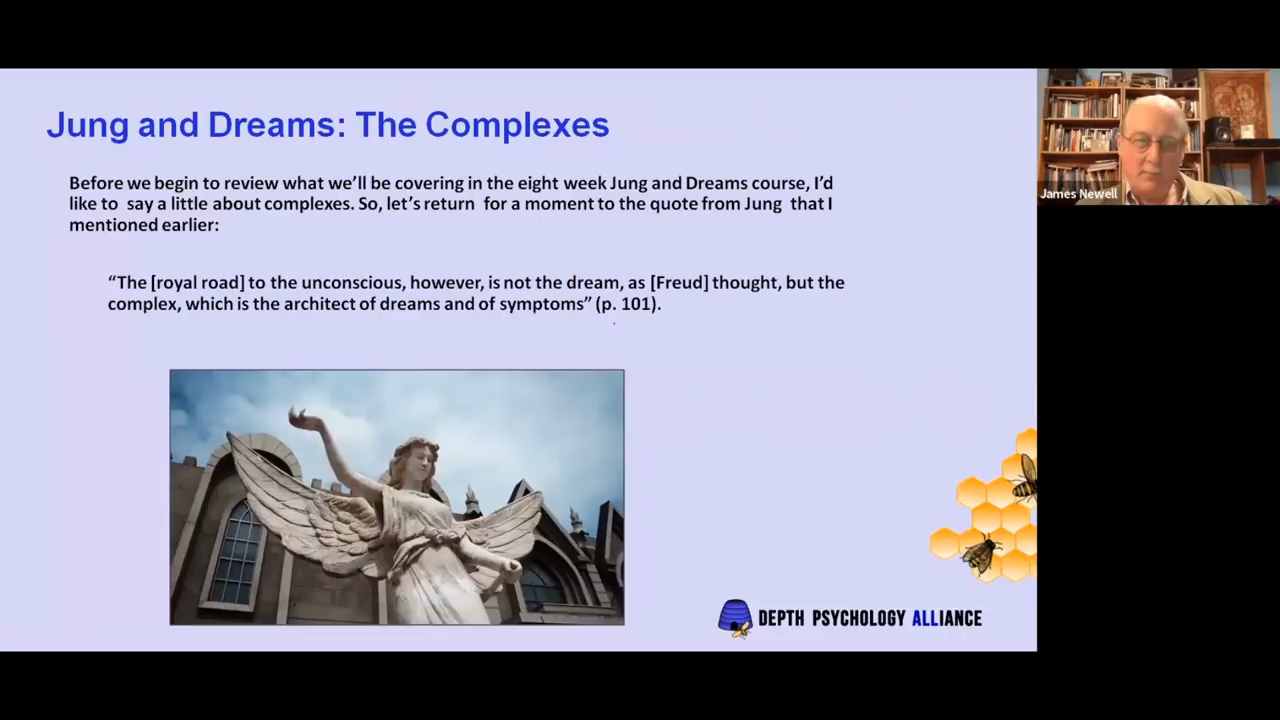 Jung and Dreams: The Complexes
Before we begin to review what we’ll be covering in the eight week Jung and Dreams course, I’d
like to say a little about complexes. So, let’s return for a moment to the quote from Jung that I
mentioned earlier:
“The [royal road] to the unconscious, however, is not the dream, as [Freud] thought, but the
complex, which is the architect of dreams and of symptoms” (p. 101).
DEPTH PSYCHOLOGY ALLIANCE
James Newell